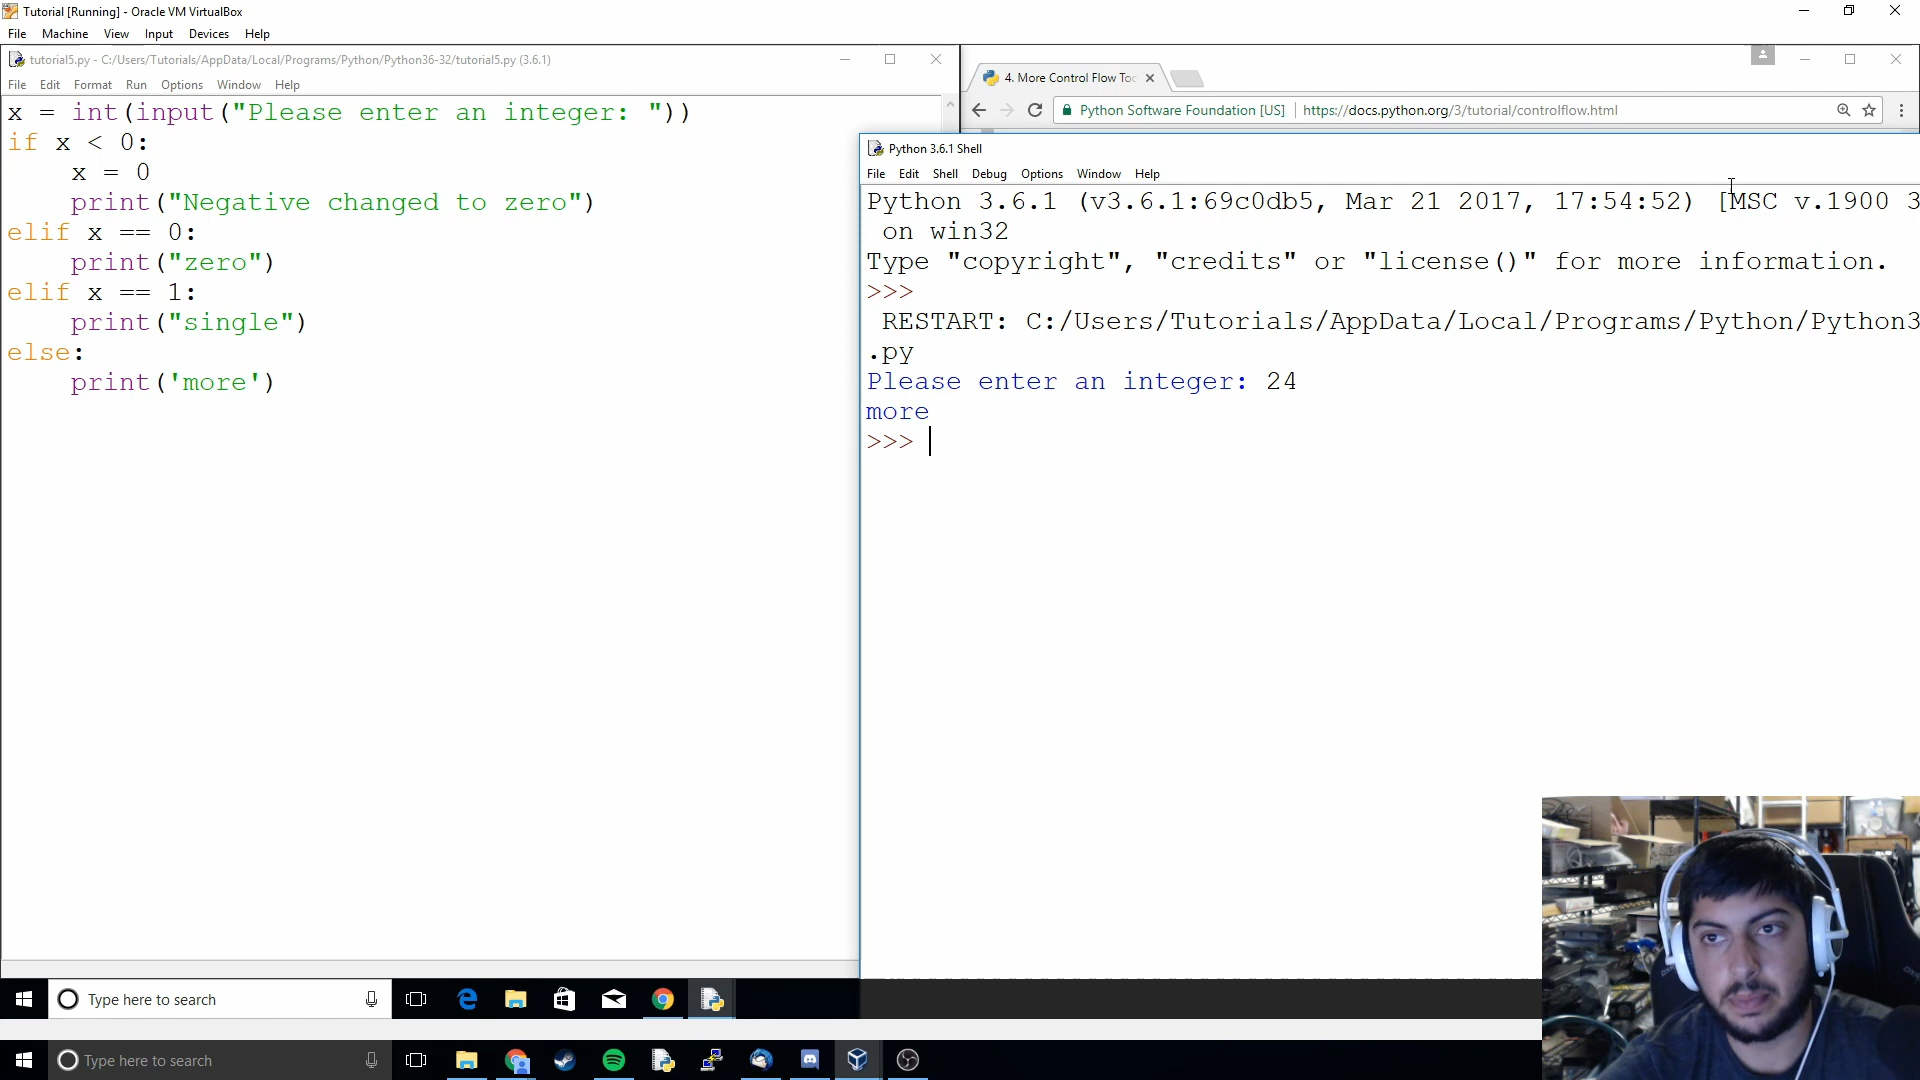 Tutorial [Running] - Oracle VM VirtualBox
File Machine View Input Devices Help
tutorial5.py - C:/Users/Tutorials/AppData/Local/Programs/Python/Python36-32/tutorial5.py (3.6.1)
File Edit Format Run Options Window Help
x = int(input("Please enter an integer: "))
if x < 0:
    x = 0
    print("Negative changed to zero")
elif x == 0:
    print("zero")
elif x == 1:
    print("single")
else:
    print('more')
4. More Control Flow Too
Python Software Foundation [US] https://docs.python.org/3/tutorial/controlflow.html
Python 3.6.1 Shell
File Edit Shell Debug Options Window Help
Python 3.6.1 (v3.6.1:69c0db5, Mar 21 2017, 17:54:52) [MSC v.1900 3
 on win32
Type "copyright", "credits" or "license()" for more information.
>>>
 RESTART: C:/Users/Tutorials/AppData/Local/Programs/Python/Python3
.py
Please enter an integer: 24
more
>>>
Type here to search
Type here to search